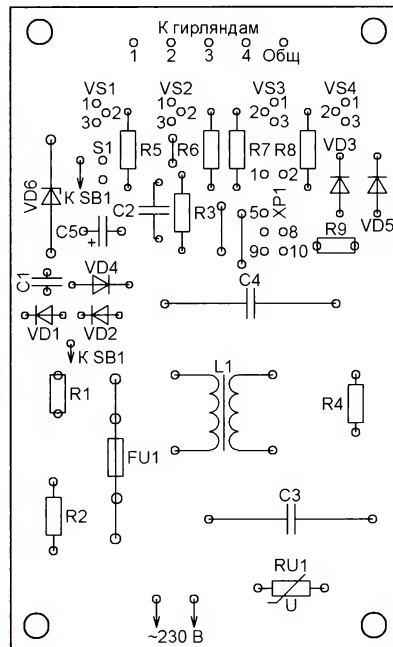 К гирляндам
1 2 3 4 Общ
VS1 VS2 VS3 VS4
1 1 1 1
2 2 2 2
3 3 3 3
S1 R5 R6 R7 R8 VD3
1 2
VD6 К SB1
C2 R3 XP1 VD5
5
C5 + 8 R9
9 10
C1 VD4 C4
VD1 VD2
К SB1
L1
R1 R4
FU1
R2 C3
RU1
U
~230 В